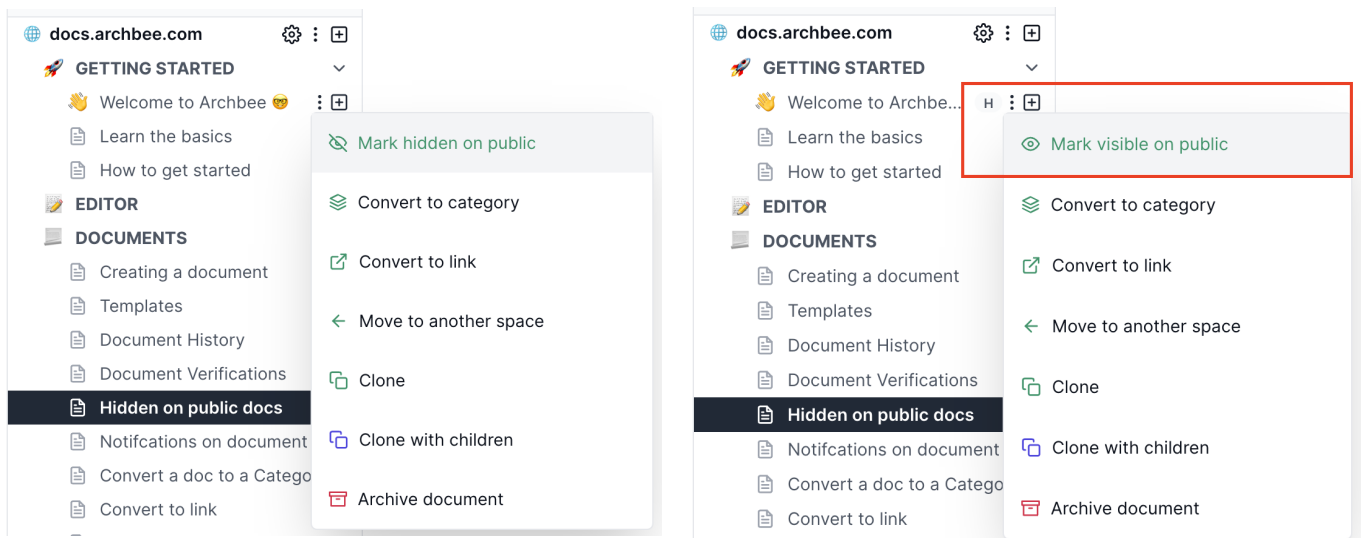 docs.archbee.com
GETTING STARTED
Welcome to Archbee 🤓
Learn the basics
How to get started
EDITOR
DOCUMENTS
Creating a document
Templates
Document History
Document Verifications
Hidden on public docs
Notifcations on document
Convert a doc to a Catego
Convert to link
Mark hidden on public
Convert to category
Convert to link
Move to another space
Clone
Clone with children
Archive document
docs.archbee.com
GETTING STARTED
Welcome to Archbe... H
Learn the basics
How to get started
EDITOR
DOCUMENTS
Creating a document
Templates
Document History
Document Verifications
Hidden on public docs
Notifcations on document
Convert a doc to a Catego
Convert to link
Mark visible on public
Convert to category
Convert to link
Move to another space
Clone
Clone with children
Archive document